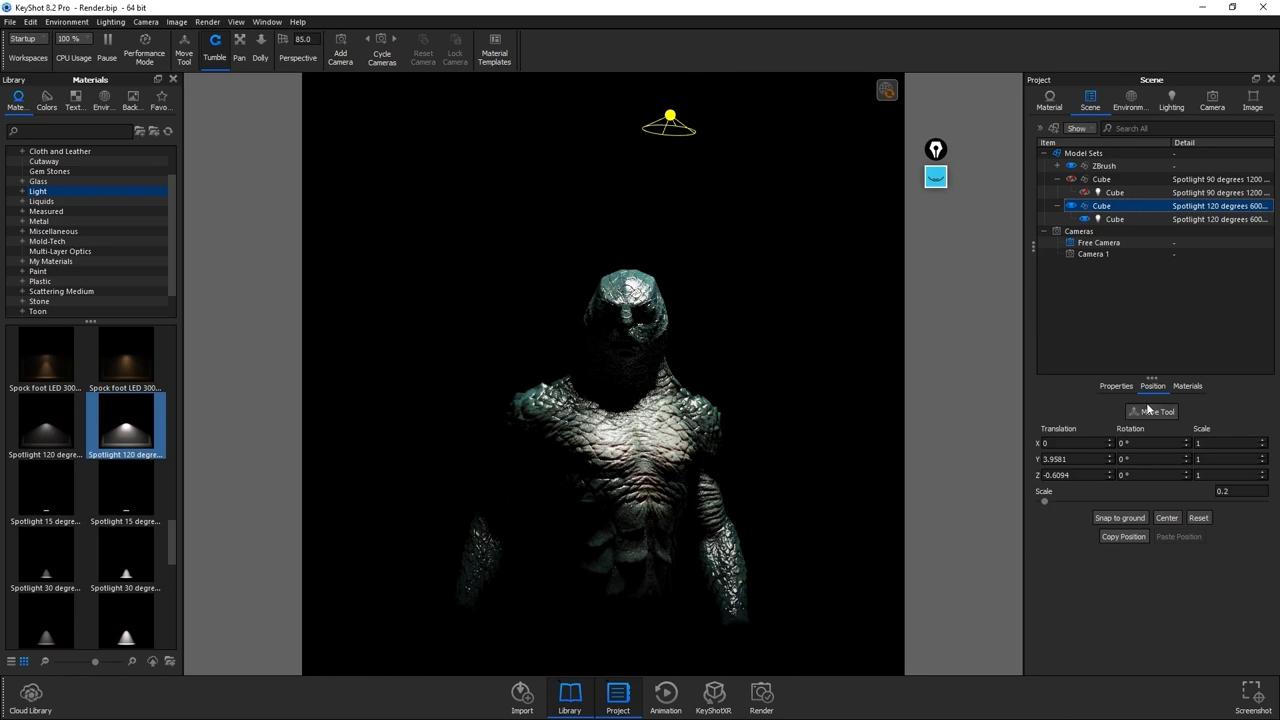 KeyShot 8.2 Pro - Render.bip - 64 bit
File Edit Environment Lighting Camera Image Render View Window Help
Startup 100 % 85.0
Workspaces CPU Usage Pause Performance Mode Move Tool Tumble Pan Dolly Perspective Add Camera Cycle Cameras Reset Camera Lock Camera Material Templates
Library Materials
Mate... Colors Text... Envir... Back... Favo...
Cloth and Leather
Cutaway
Gem Stones
Glass
Light
Liquids
Measured
Metal
Miscellaneous
Mold-Tech
Multi-Layer Optics
My Materials
Paint
Plastic
Scattering Medium
Stone
Toon
Spock foot LED 300... Spock foot LED 300...
Spotlight 120 degre... Spotlight 120 degre...
Spotlight 15 degre... Spotlight 15 degre...
Spotlight 30 degre... Spotlight 30 degre...
Project Scene
Material Scene Environm... Lighting Camera Image
Show Search All
Item Detail
Model Sets -
ZBrush -
Cube Spotlight 90 degrees 1200 ...
Cube Spotlight 90 degrees 1200 ...
Cube Spotlight 120 degrees 600...
Cube Spotlight 120 degrees 600...
Cameras
Free Camera -
Camera 1 -
Properties Position Materials
Tool
Translation Rotation Scale
X 0 0 ° 1
Y 3.9581 0 ° 1
Z -0.6094 0 ° 1
Scale 0.2
Snap to ground Center Reset
Copy Position Paste Position
Cloud Library Import Library Project Animation KeyShotXR Render Screenshot